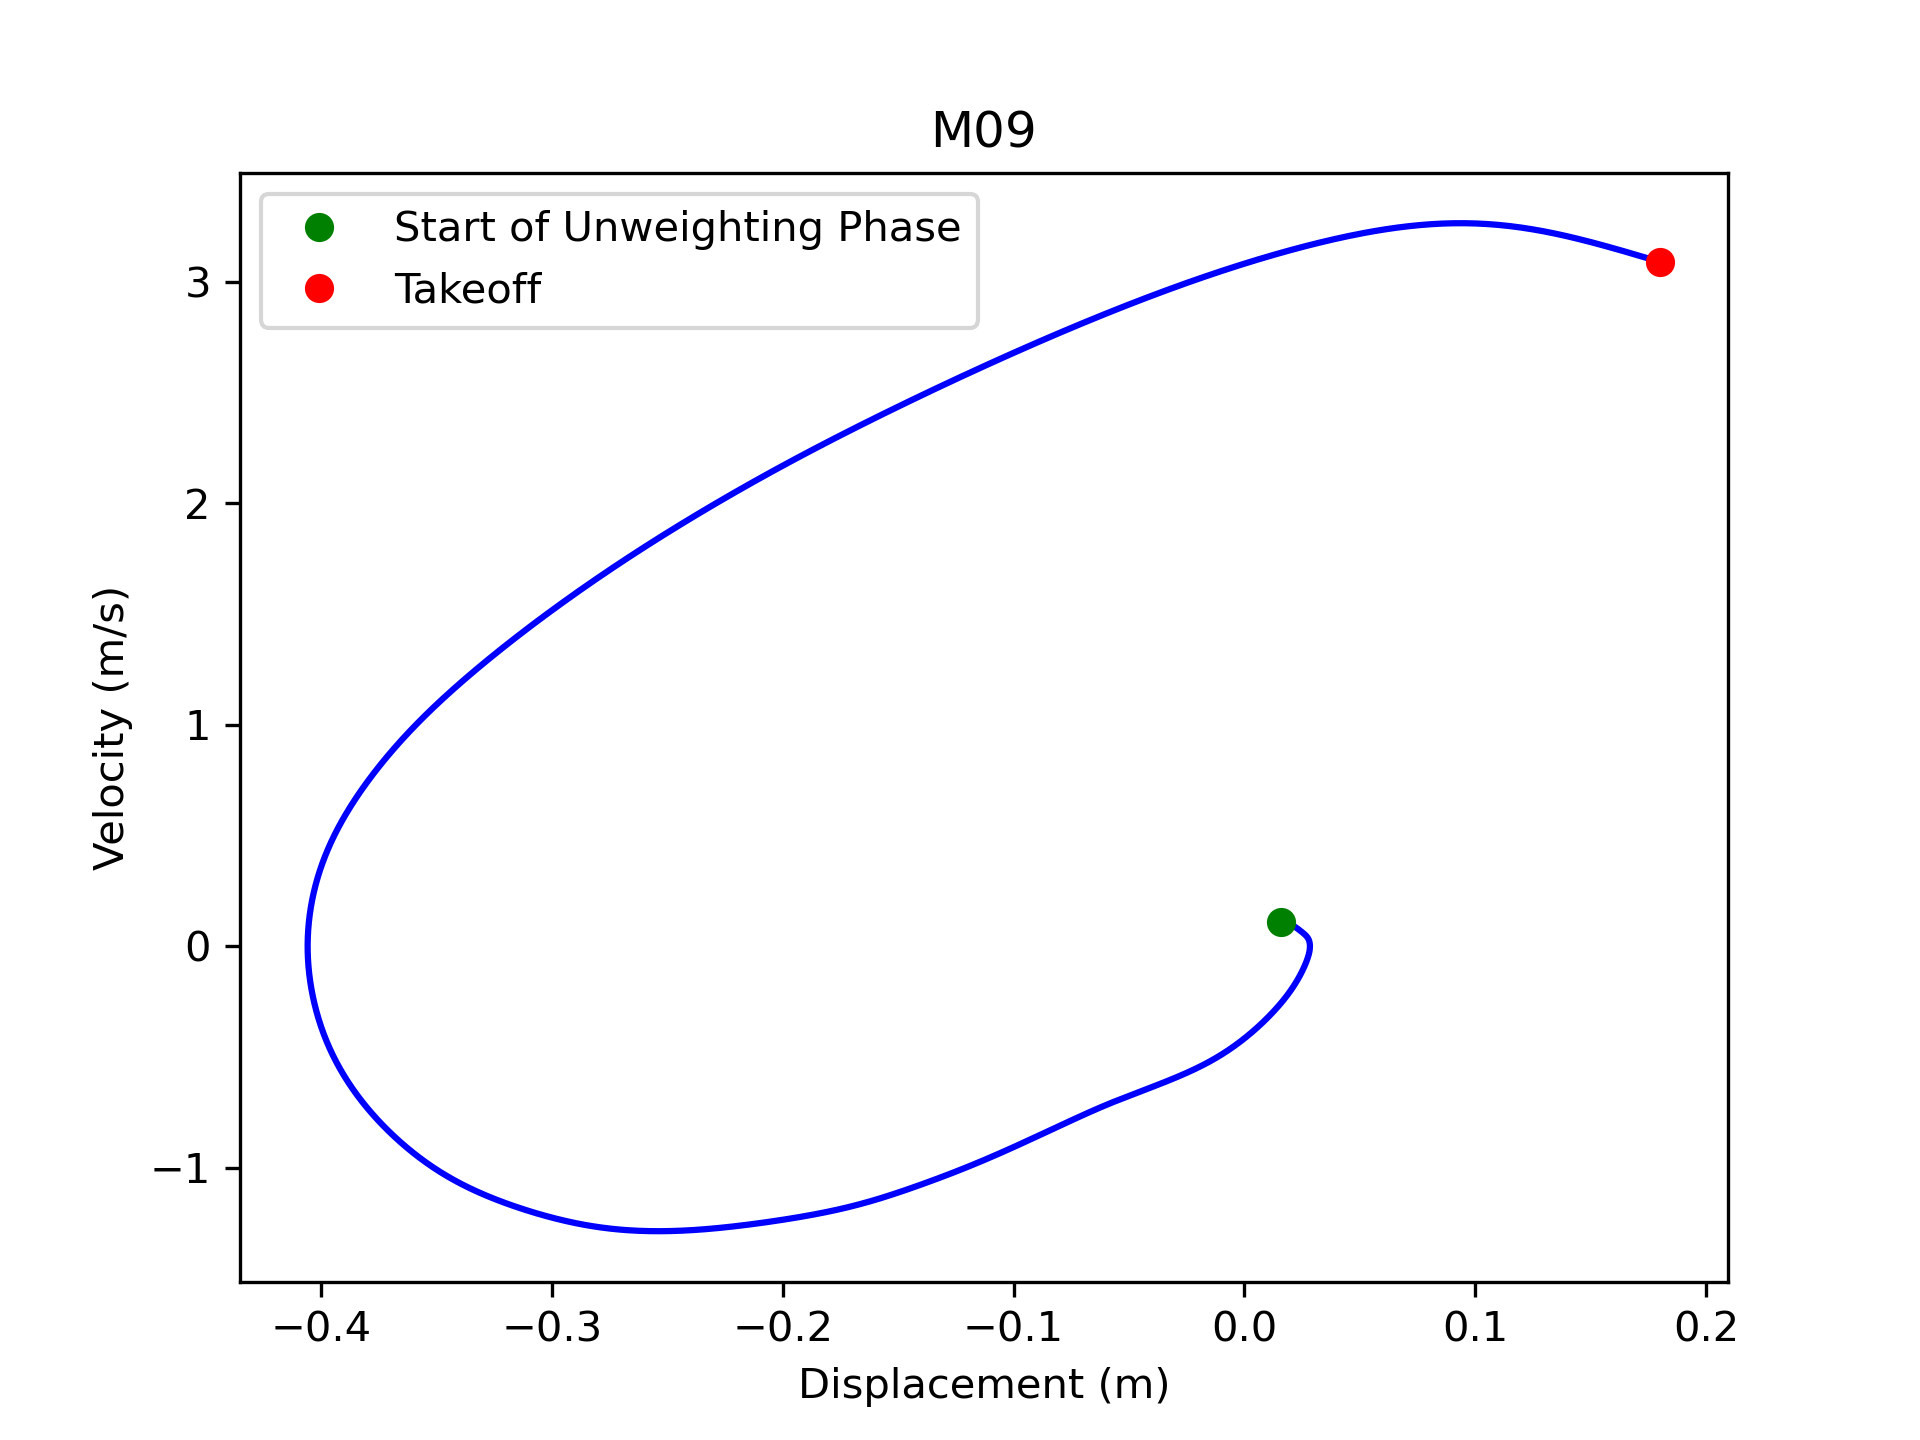 M09
Start of Unweighting Phase
Takeoff
3
2
1
0
−1
Velocity (m/s)
−0.4 −0.3 −0.2 −0.1 0.0 0.1 0.2
Displacement (m)